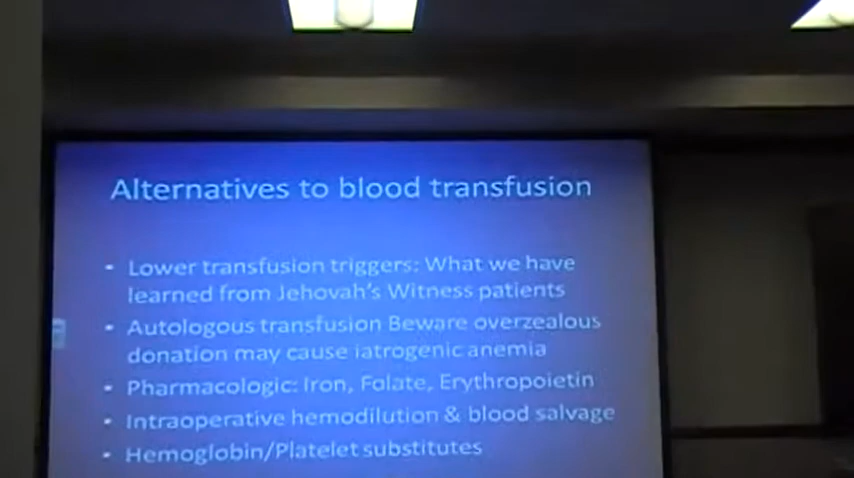 Alternatives to blood transfusion
• Lower transfusion triggers: What we have
learned from Jehovah's Witness patients
• Autologous transfusion Beware overzealous
donation may cause iatrogenic anemia
• Pharmacologic: Iron, Folate, Erythropoietin
• Intraoperative hemodilution & blood salvage
• Hemoglobin/Platelet substitutes